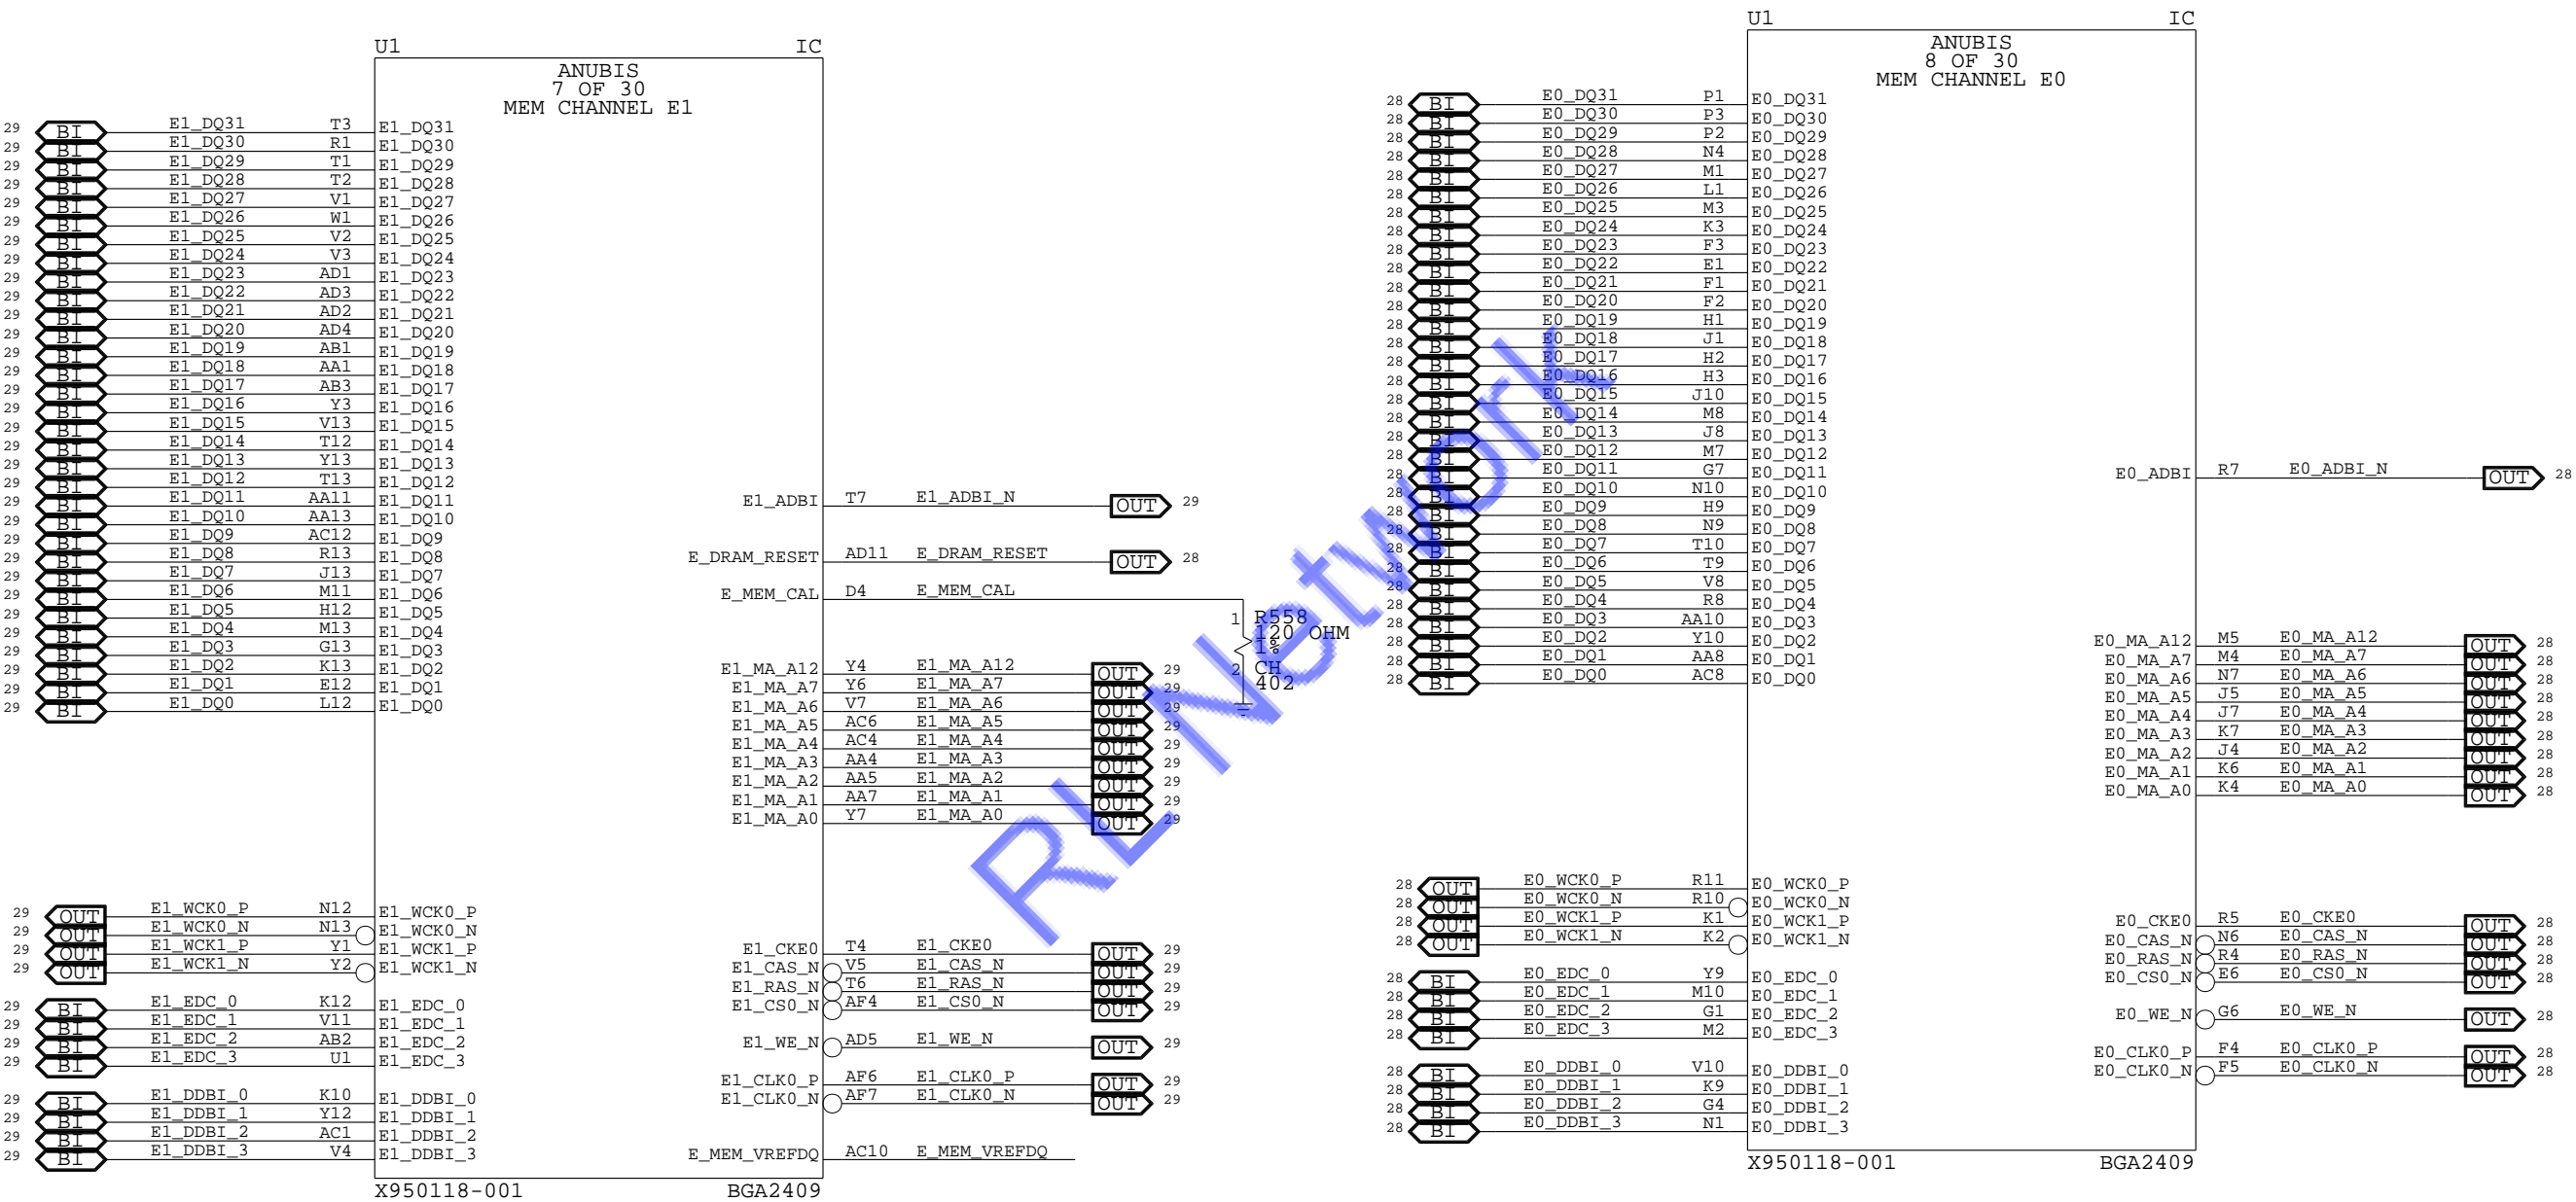 U1 IC
ANUBIS
7 OF 30
MEM CHANNEL E1
29 BI E1_DQ31 T3 E1_DQ31
29 BI E1_DQ30 R1 E1_DQ30
29 BI E1_DQ29 T1 E1_DQ29
29 BI E1_DQ28 T2 E1_DQ28
29 BI E1_DQ27 V1 E1_DQ27
29 BI E1_DQ26 W1 E1_DQ26
29 BI E1_DQ25 V2 E1_DQ25
29 BI E1_DQ24 V3 E1_DQ24
29 BI E1_DQ23 AD1 E1_DQ23
29 BI E1_DQ22 AD3 E1_DQ22
29 BI E1_DQ21 AD2 E1_DQ21
29 BI E1_DQ20 AD4 E1_DQ20
29 BI E1_DQ19 AB1 E1_DQ19
29 BI E1_DQ18 AA1 E1_DQ18
29 BI E1_DQ17 AB3 E1_DQ17
29 BI E1_DQ16 Y3 E1_DQ16
29 BI E1_DQ15 V13 E1_DQ15
29 BI E1_DQ14 T12 E1_DQ14
29 BI E1_DQ13 Y13 E1_DQ13
29 BI E1_DQ12 T13 E1_DQ12
29 BI E1_DQ11 AA11 E1_DQ11
29 BI E1_DQ10 AA13 E1_DQ10
29 BI E1_DQ9 AC12 E1_DQ9
29 BI E1_DQ8 R13 E1_DQ8
29 BI E1_DQ7 J13 E1_DQ7
29 BI E1_DQ6 M11 E1_DQ6
29 BI E1_DQ5 H12 E1_DQ5
29 BI E1_DQ4 M13 E1_DQ4
29 BI E1_DQ3 G13 E1_DQ3
29 BI E1_DQ2 K13 E1_DQ2
29 BI E1_DQ1 E12 E1_DQ1
29 BI E1_DQ0 L12 E1_DQ0
29 OUT E1_WCK0_P N12 E1_WCK0_P
29 OUT E1_WCK0_N N13 E1_WCK0_N
29 OUT E1_WCK1_P Y1 E1_WCK1_P
29 OUT E1_WCK1_N Y2 E1_WCK1_N
29 BI E1_EDC_0 K12 E1_EDC_0
29 BI E1_EDC_1 V11 E1_EDC_1
29 BI E1_EDC_2 AB2 E1_EDC_2
29 BI E1_EDC_3 U1 E1_EDC_3
29 BI E1_DDBI_0 K10 E1_DDBI_0
29 BI E1_DDBI_1 Y12 E1_DDBI_1
29 BI E1_DDBI_2 AC1 E1_DDBI_2
29 BI E1_DDBI_3 V4 E1_DDBI_3
E1_ADBI T7 E1_ADBI_N OUT 29
E_DRAM_RESET AD11 E_DRAM_RESET OUT 28
E_MEM_CAL D4 E_MEM_CAL
1 R558
120 OHM
1%
2 CH
402
E1_MA_A12 Y4 E1_MA_A12 OUT 29
E1_MA_A7 Y6 E1_MA_A7 OUT 29
E1_MA_A6 V7 E1_MA_A6 OUT 29
E1_MA_A5 AC6 E1_MA_A5 OUT 29
E1_MA_A4 AC4 E1_MA_A4 OUT 29
E1_MA_A3 AA4 E1_MA_A3 OUT 29
E1_MA_A2 AA5 E1_MA_A2 OUT 29
E1_MA_A1 AA7 E1_MA_A1 OUT 29
E1_MA_A0 Y7 E1_MA_A0 OUT 29
E1_CKE0 T4 E1_CKE0 OUT 29
E1_CAS_N V5 E1_CAS_N OUT 29
E1_RAS_N T6 E1_RAS_N OUT 29
E1_CS0_N AF4 E1_CS0_N OUT 29
E1_WE_N AD5 E1_WE_N OUT 29
E1_CLK0_P AF6 E1_CLK0_P OUT 29
E1_CLK0_N AF7 E1_CLK0_N OUT 29
E_MEM_VREFDQ AC10 E_MEM_VREFDQ
X950118-001 BGA2409
U1 IC
ANUBIS
8 OF 30
MEM CHANNEL E0
28 BI E0_DQ31 P1 E0_DQ31
28 BI E0_DQ30 P3 E0_DQ30
28 BI E0_DQ29 P2 E0_DQ29
28 BI E0_DQ28 N4 E0_DQ28
28 BI E0_DQ27 M1 E0_DQ27
28 BI E0_DQ26 L1 E0_DQ26
28 BI E0_DQ25 M3 E0_DQ25
28 BI E0_DQ24 K3 E0_DQ24
28 BI E0_DQ23 F3 E0_DQ23
28 BI E0_DQ22 E1 E0_DQ22
28 BI E0_DQ21 F1 E0_DQ21
28 BI E0_DQ20 F2 E0_DQ20
28 BI E0_DQ19 H1 E0_DQ19
28 BI E0_DQ18 J1 E0_DQ18
28 BI E0_DQ17 H2 E0_DQ17
28 BI E0_DQ16 H3 E0_DQ16
28 BI E0_DQ15 J10 E0_DQ15
28 BI E0_DQ14 M8 E0_DQ14
28 BI E0_DQ13 J8 E0_DQ13
28 BI E0_DQ12 M7 E0_DQ12
28 BI E0_DQ11 G7 E0_DQ11
28 BI E0_DQ10 N10 E0_DQ10
28 BI E0_DQ9 H9 E0_DQ9
28 BI E0_DQ8 N9 E0_DQ8
28 BI E0_DQ7 T10 E0_DQ7
28 BI E0_DQ6 T9 E0_DQ6
28 BI E0_DQ5 V8 E0_DQ5
28 BI E0_DQ4 R8 E0_DQ4
28 BI E0_DQ3 AA10 E0_DQ3
28 BI E0_DQ2 Y10 E0_DQ2
28 BI E0_DQ1 AA8 E0_DQ1
28 BI E0_DQ0 AC8 E0_DQ0
28 OUT E0_WCK0_P R11 E0_WCK0_P
28 OUT E0_WCK0_N R10 E0_WCK0_N
28 OUT E0_WCK1_P K1 E0_WCK1_P
28 OUT E0_WCK1_N K2 E0_WCK1_N
28 BI E0_EDC_0 Y9 E0_EDC_0
28 BI E0_EDC_1 M10 E0_EDC_1
28 BI E0_EDC_2 G1 E0_EDC_2
28 BI E0_EDC_3 M2 E0_EDC_3
28 BI E0_DDBI_0 V10 E0_DDBI_0
28 BI E0_DDBI_1 K9 E0_DDBI_1
28 BI E0_DDBI_2 G4 E0_DDBI_2
28 BI E0_DDBI_3 N1 E0_DDBI_3
E0_ADBI R7 E0_ADBI_N OUT 28
E0_MA_A12 M5 E0_MA_A12 OUT 28
E0_MA_A7 M4 E0_MA_A7 OUT 28
E0_MA_A6 N7 E0_MA_A6 OUT 28
E0_MA_A5 J5 E0_MA_A5 OUT 28
E0_MA_A4 J7 E0_MA_A4 OUT 28
E0_MA_A3 K7 E0_MA_A3 OUT 28
E0_MA_A2 J4 E0_MA_A2 OUT 28
E0_MA_A1 K6 E0_MA_A1 OUT 28
E0_MA_A0 K4 E0_MA_A0 OUT 28
E0_CKE0 R5 E0_CKE0 OUT 28
E0_CAS_N N6 E0_CAS_N OUT 28
E0_RAS_N R4 E0_RAS_N OUT 28
E0_CS0_N E6 E0_CS0_N OUT 28
E0_WE_N G6 E0_WE_N OUT 28
E0_CLK0_P F4 E0_CLK0_P OUT 28
E0_CLK0_N F5 E0_CLK0_N OUT 28
X950118-001 BGA2409
RL Network